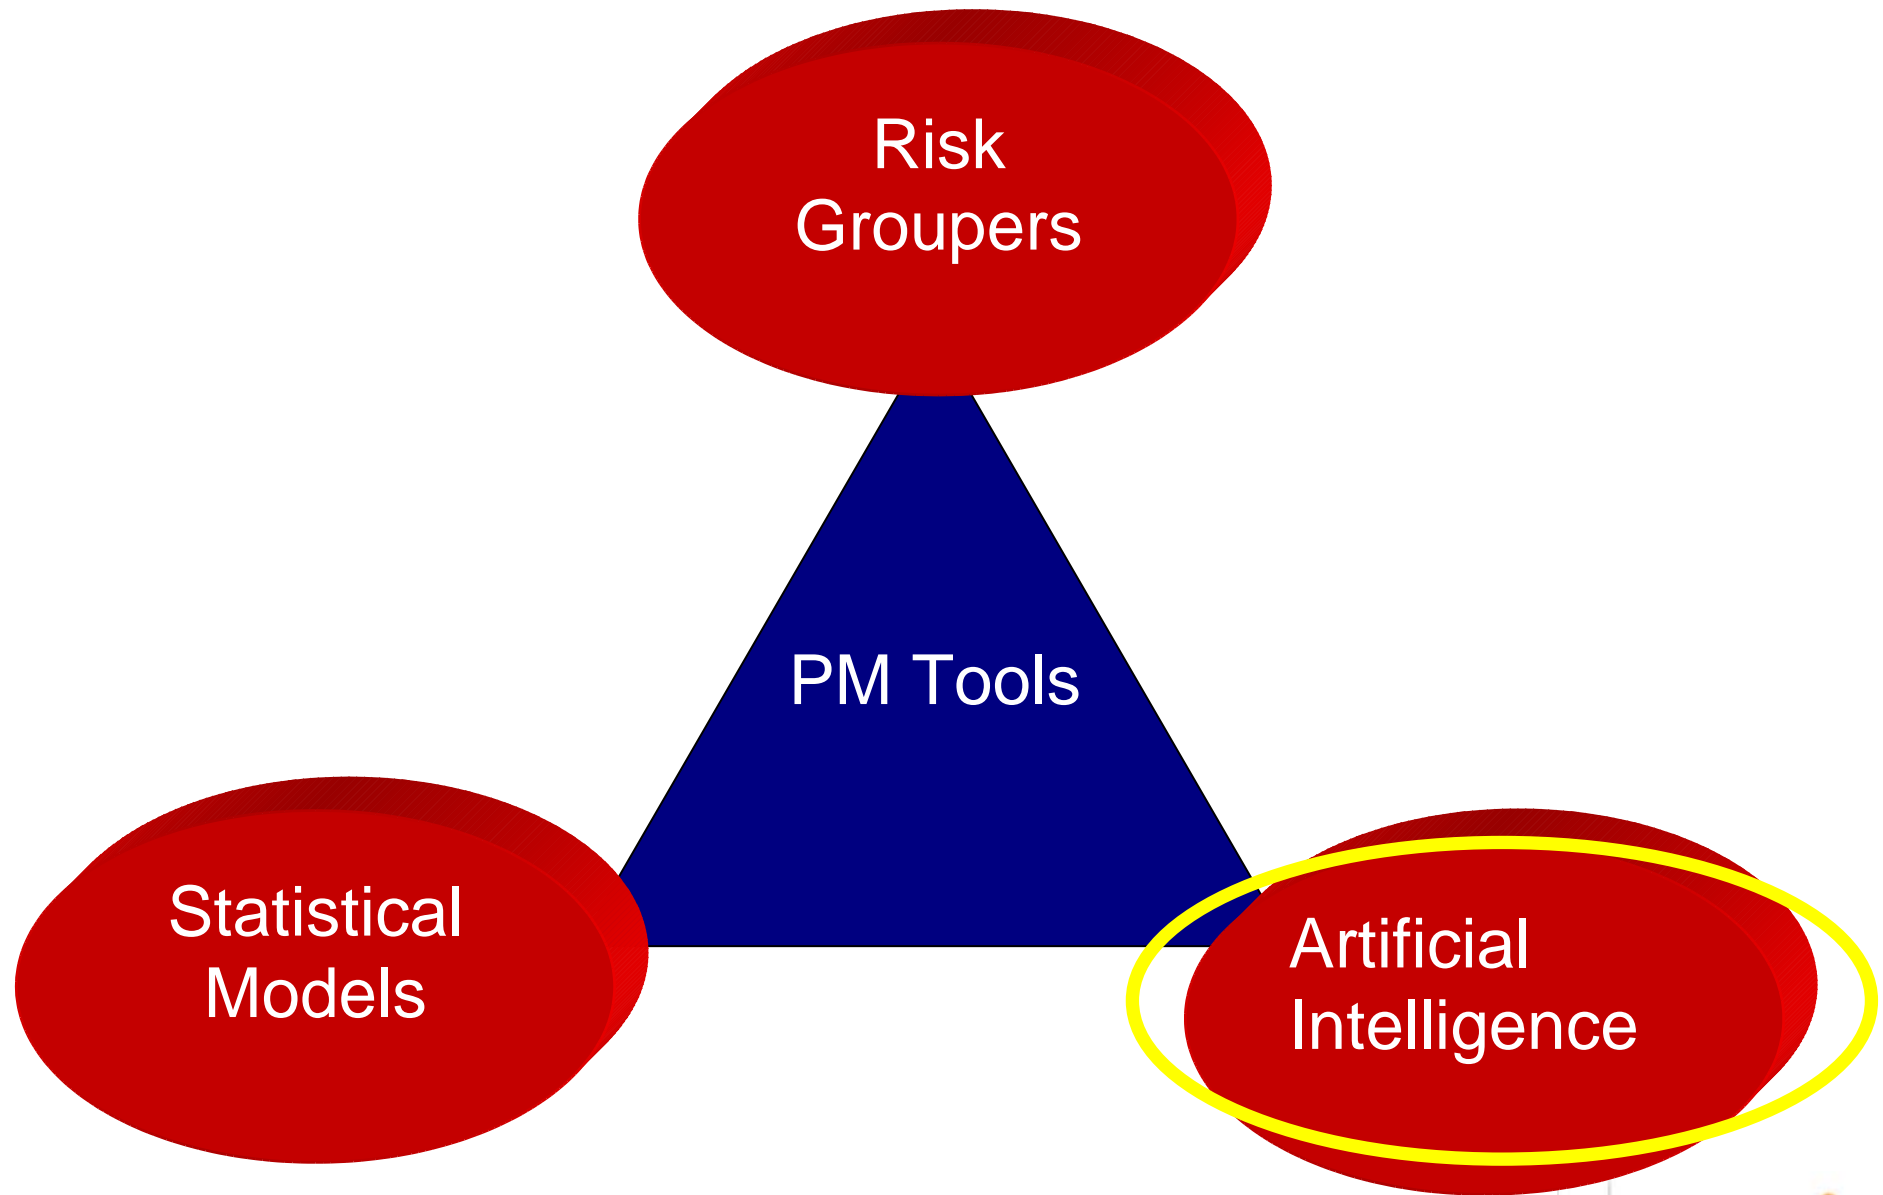 Risk
Groupers
PM Tools
Statistical
Models
Artificial
Intelligence